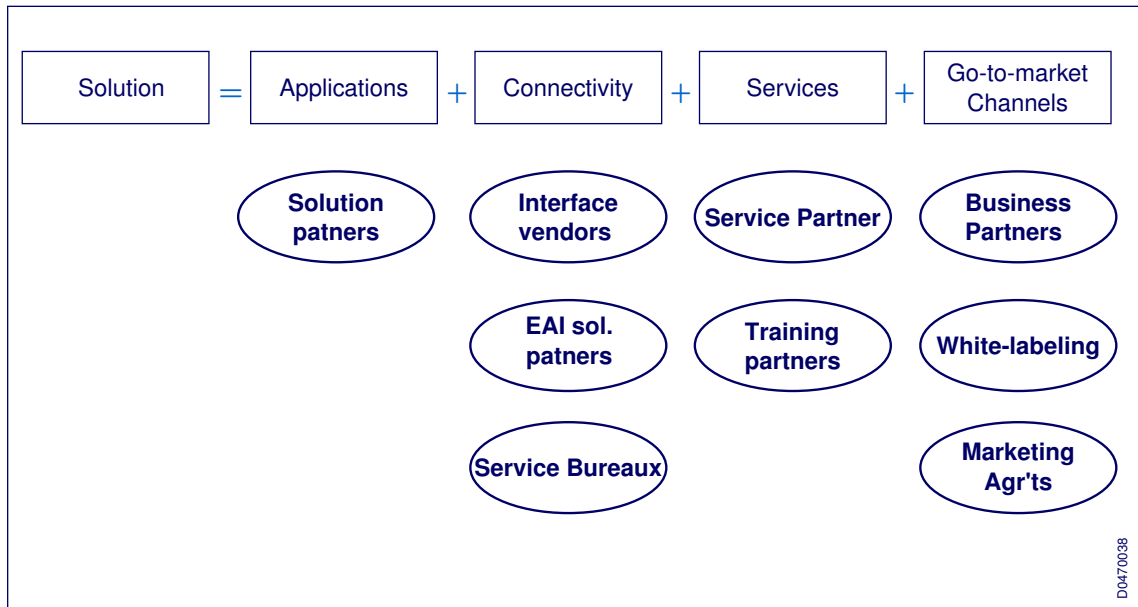 Solution = Applications + Connectivity + Services + Go-to-market
Channels
Solution
patners
Interface
vendors
Service Partner
Business
Partners
EAI sol.
patners
Training
partners
White-labeling
Service Bureaux
Marketing
Agr'ts
D0470038